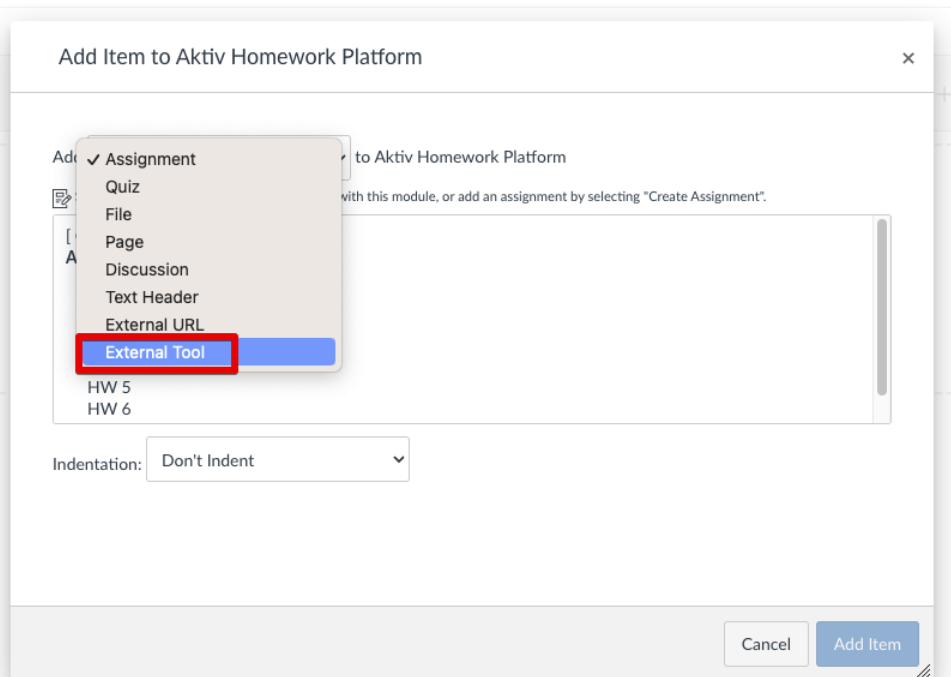 Add Item to Aktiv Homework Platform
×
✓ Assignment
to Aktiv Homework Platform
Quiz
with this module, or add an assignment by selecting "Create Assignment".
File
Page
Discussion
Text Header
External URL
External Tool
HW 5
HW 6
Indentation: Don't Indent
Cancel
Add Item